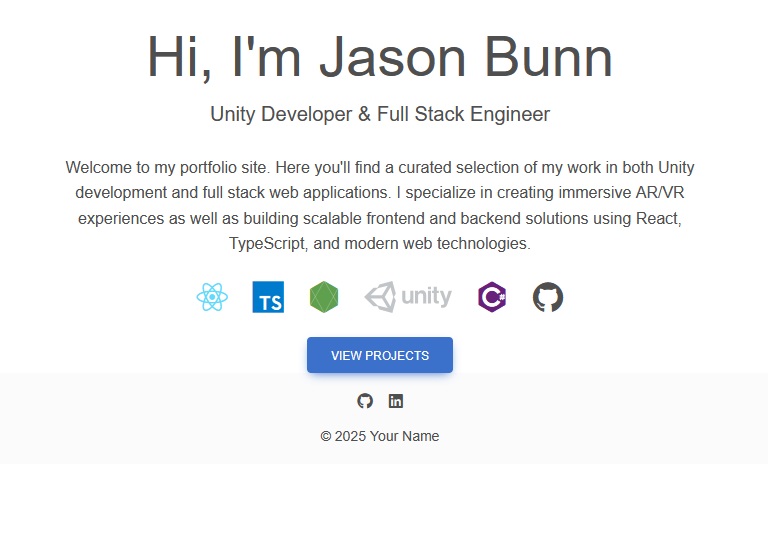 Hi, I'm Jason Bunn
Unity Developer & Full Stack Engineer
Welcome to my portfolio site. Here you'll find a curated selection of my work in both Unity
development and full stack web applications. I specialize in creating immersive AR/VR
experiences as well as building scalable frontend and backend solutions using React,
TypeScript, and modern web technologies.
TS unity C#
VIEW PROJECTS
in
© 2025 Your Name